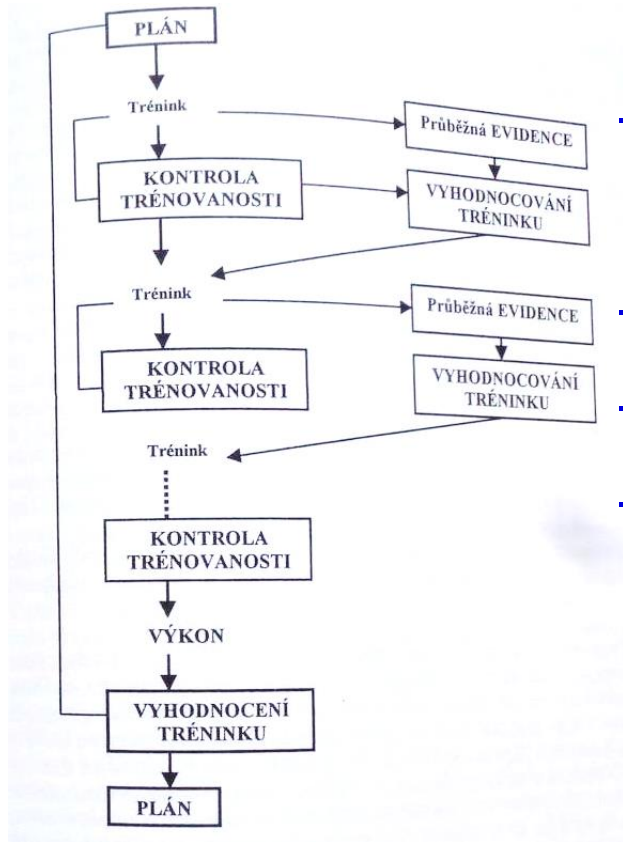 PLÁN
Trénink
Průběžná EVIDENCE
KONTROLA
TRÉNOVANOSTI
VYHODNOCOVÁNÍ
TRÉNINKU
Trénink
Průběžná EVIDENCE
KONTROLA
TRÉNOVANOSTI
VYHODNOCOVÁNÍ
TRÉNINKU
Trénink
KONTROLA
TRÉNOVANOSTI
VÝKON
VYHODNOCENÍ
TRÉNINKU
PLÁN